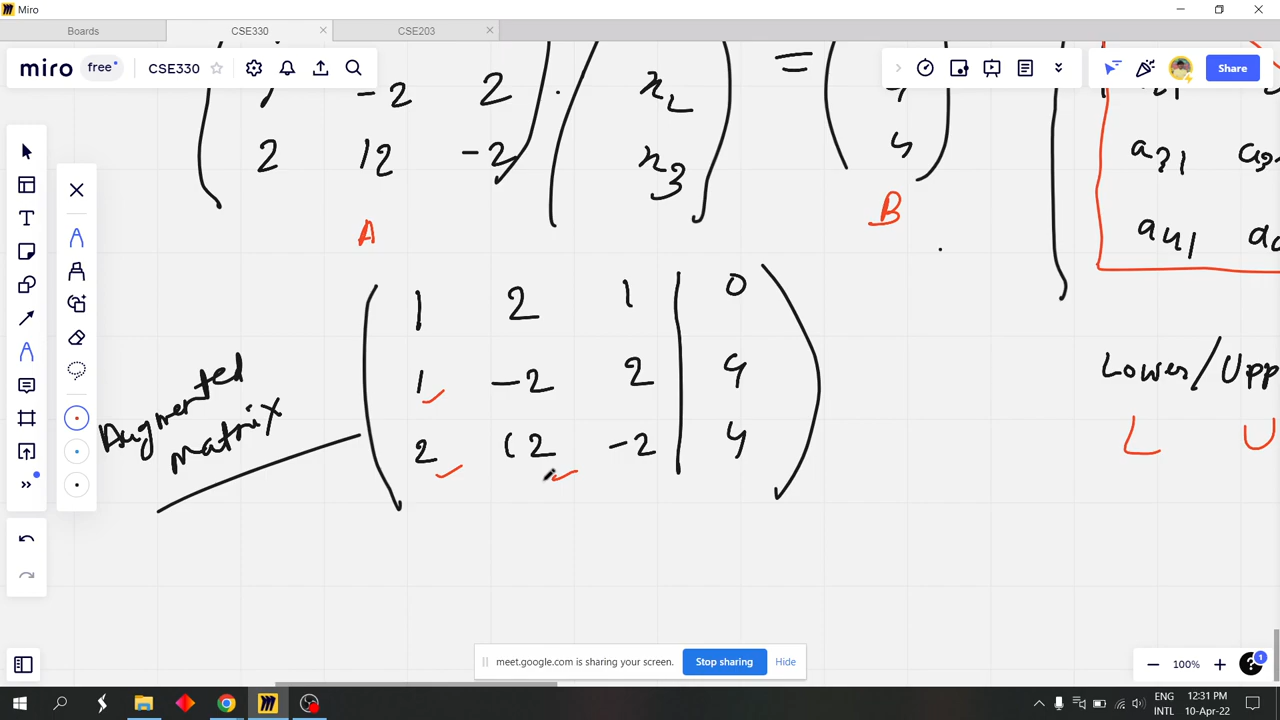 Miro
Boards
CSE330
CSE203
miro
free
CSE330
Share
-2 2 . x2 =
2 12 -2 x3 4
a31
A
B
a41
1 2 1 0
1 -2 2 4
2 12 -2 4
Augmented
matrix
Lower/Upp
L U
meet.google.com is sharing your screen.
Stop sharing
Hide
100%
1
ENG
INTL
12:31 PM
10-Apr-22